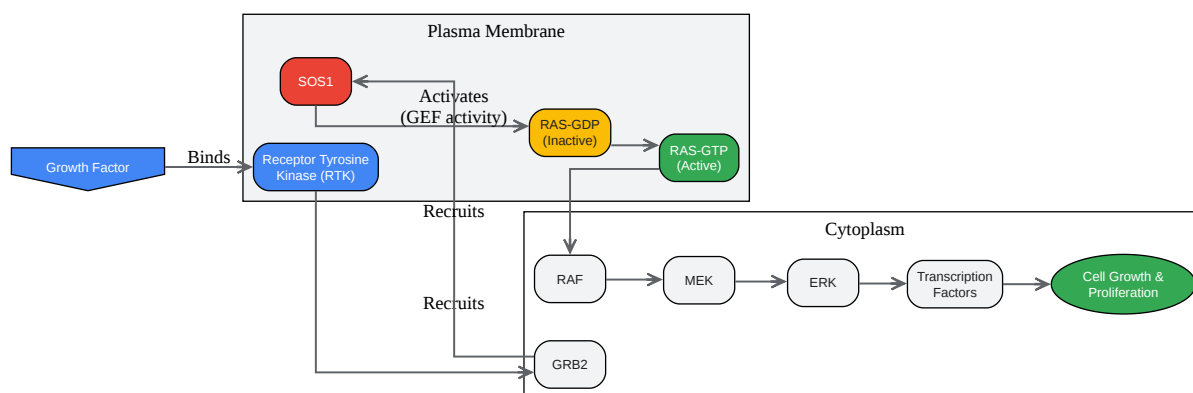 Plasma Membrane
SOS1
Activates
(GEF activity)
RAS-GDP
(Inactive)
RAS-GTP
(Active)
Growth Factor
Binds
Receptor Tyrosine
Kinase (RTK)
Recruits
Cytoplasm
RAF
MEK
ERK
Transcription
Factors
Cell Growth &
Proliferation
Recruits
GRB2